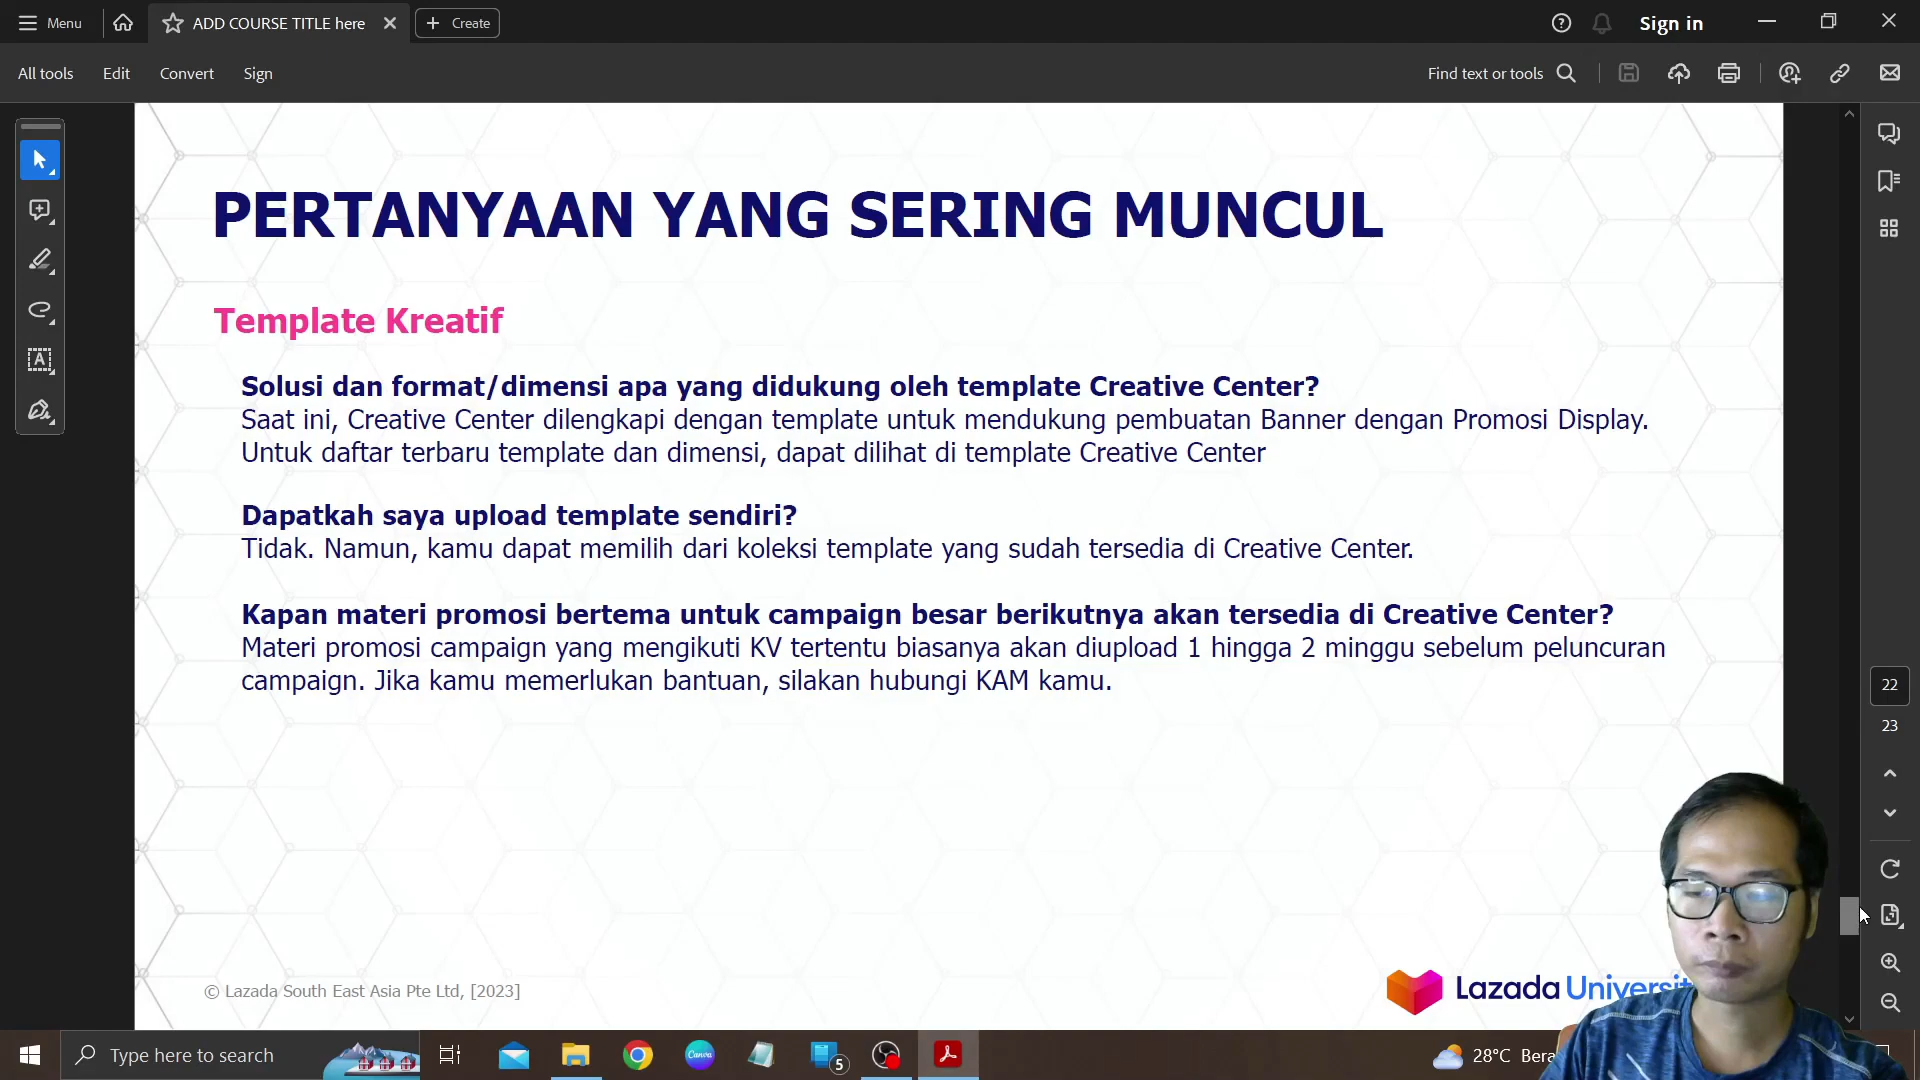 Menu
ADD COURSE TITLE here
Create
Sign in
All tools
Edit
Convert
Sign
Find text or tools
PERTANYAAN YANG SERING MUNCUL
Template Kreatif
Solusi dan format/dimensi apa yang didukung oleh template Creative Center?
Saat ini, Creative Center dilengkapi dengan template untuk mendukung pembuatan Banner dengan Promosi Display.
Untuk daftar terbaru template dan dimensi, dapat dilihat di template Creative Center
Dapatkah saya upload template sendiri?
Tidak. Namun, kamu dapat memilih dari koleksi template yang sudah tersedia di Creative Center.
Kapan materi promosi bertema untuk campaign besar berikutnya akan tersedia di Creative Center?
Materi promosi campaign yang mengikuti KV tertentu biasanya akan diupload 1 hingga 2 minggu sebelum peluncuran
campaign. Jika kamu memerlukan bantuan, silakan hubungi KAM kamu.
22
23
© Lazada South East Asia Pte Ltd, [2023]
Lazada Universit
Type here to search
Canva
5
28°C Bera